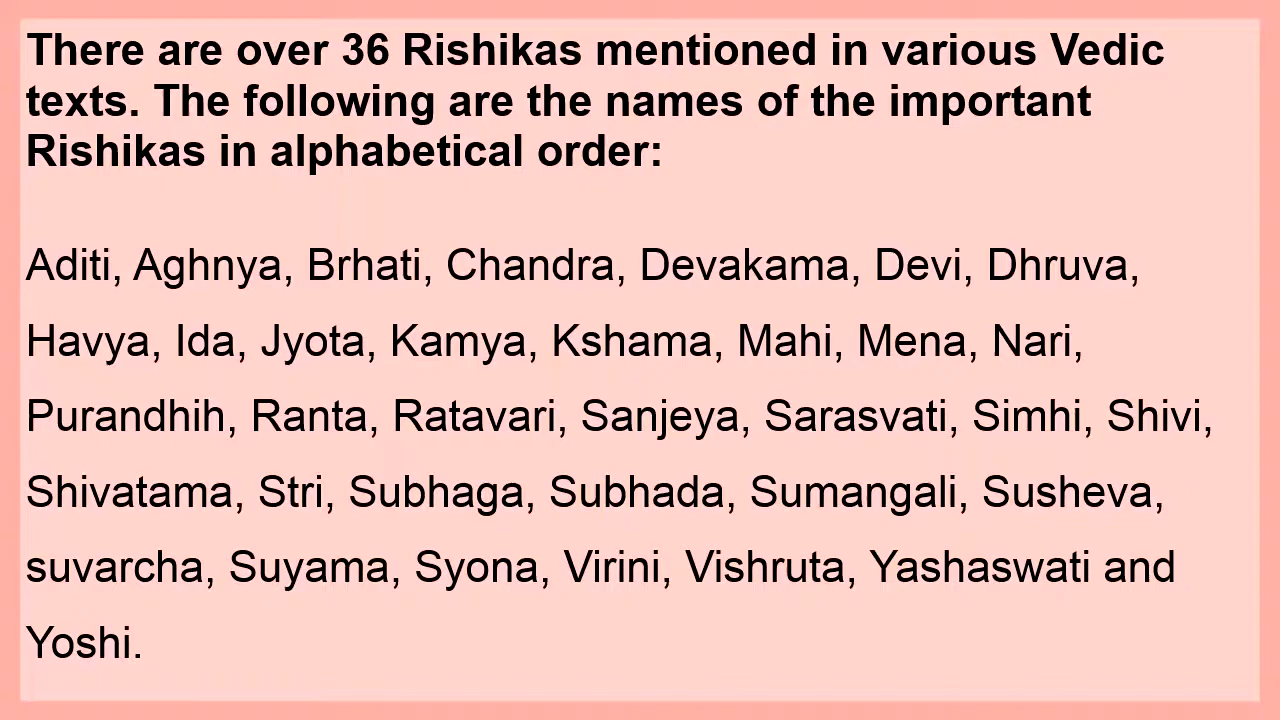 There are over 36 Rishikas mentioned in various Vedic
texts. The following are the names of the important
Rishikas in alphabetical order:
Aditi, Aghnya, Brhati, Chandra, Devakama, Devi, Dhruva,
Havya, Ida, Jyota, Kamya, Kshama, Mahi, Mena, Nari,
Purandhih, Ranta, Ratavari, Sanjeya, Sarasvati, Simhi, Shivi,
Shivatama, Stri, Subhaga, Subhada, Sumangali, Susheva,
suvarcha, Suyama, Syona, Virini, Vishruta, Yashaswati and
Yoshi.